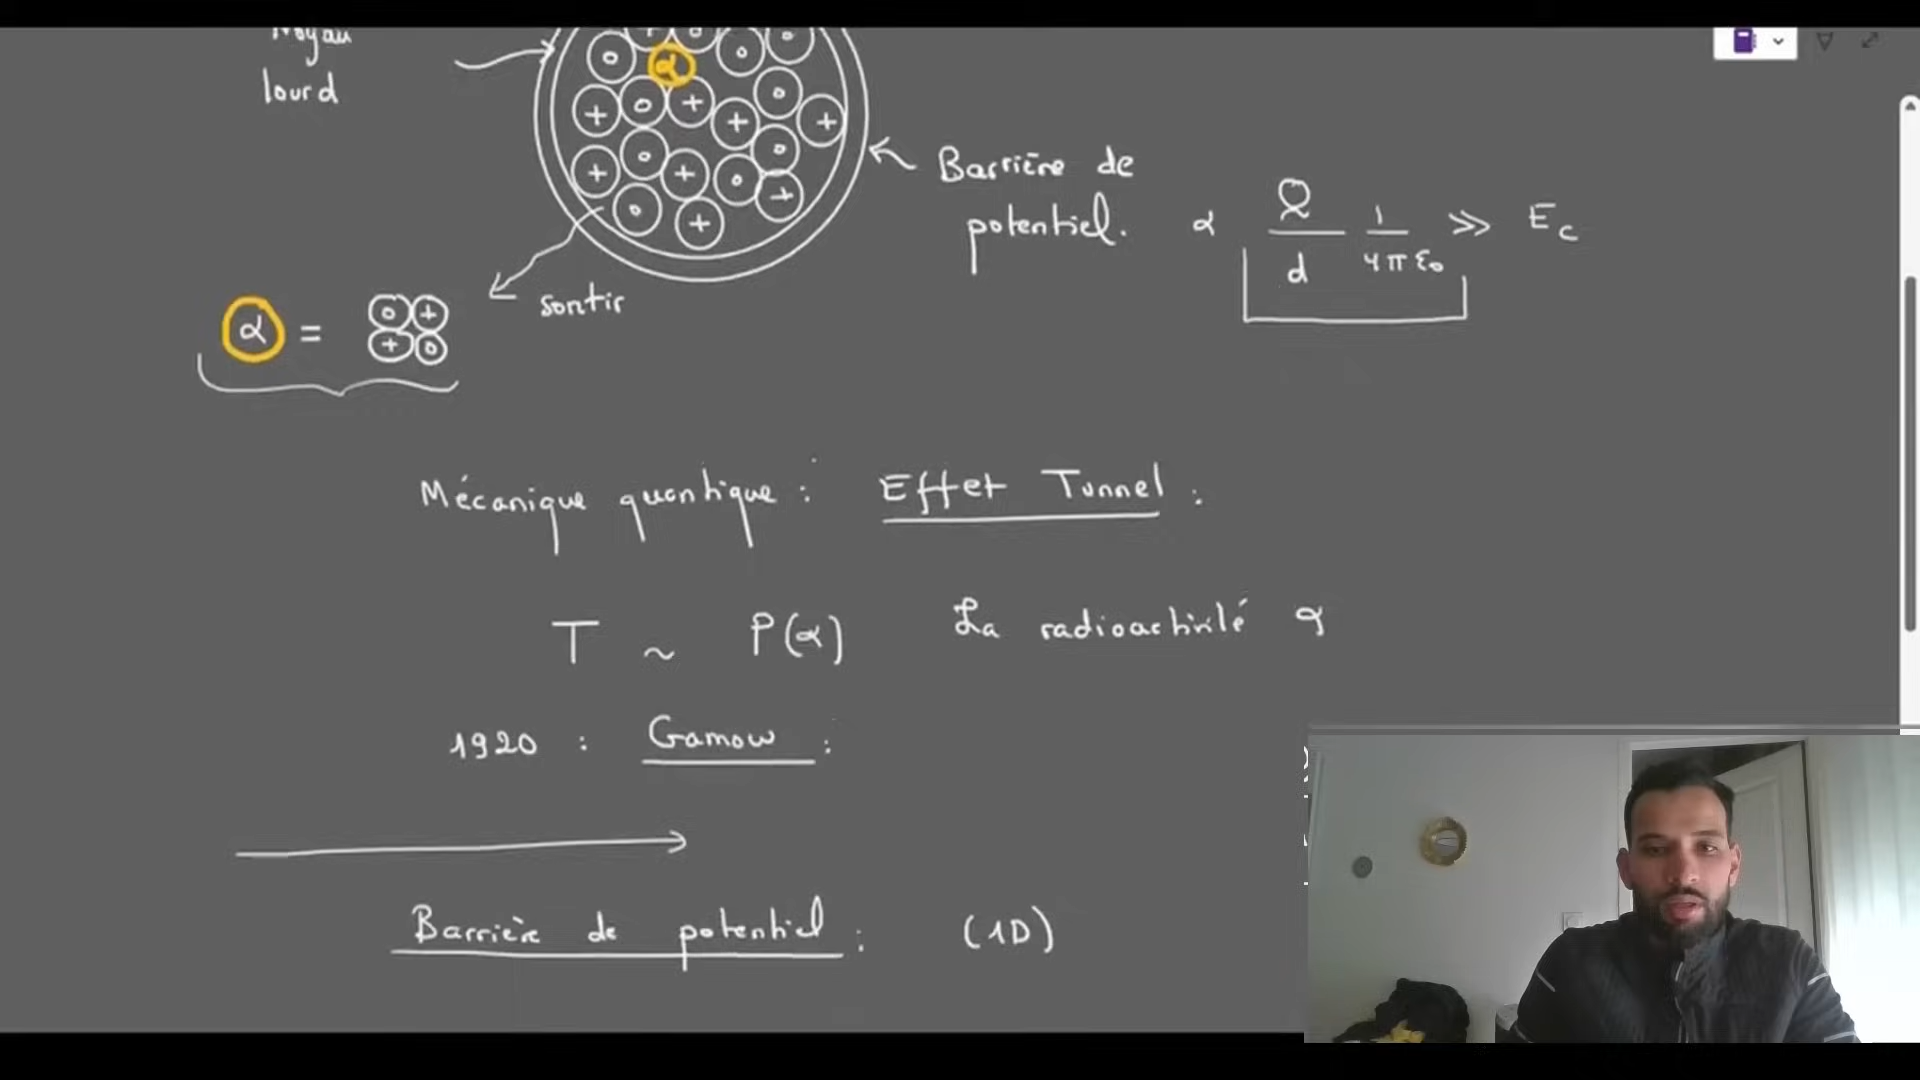 Noyau
lourd
α
Barrière de
potentiel.
α Q/d 1/4πε₀ >> Ec
sortir
α =
Mécanique quantique : Effet Tunnel :
T ~ P(α) La radioactivité α
1920 : Gamow :
Barrière de potentiel : (1D)